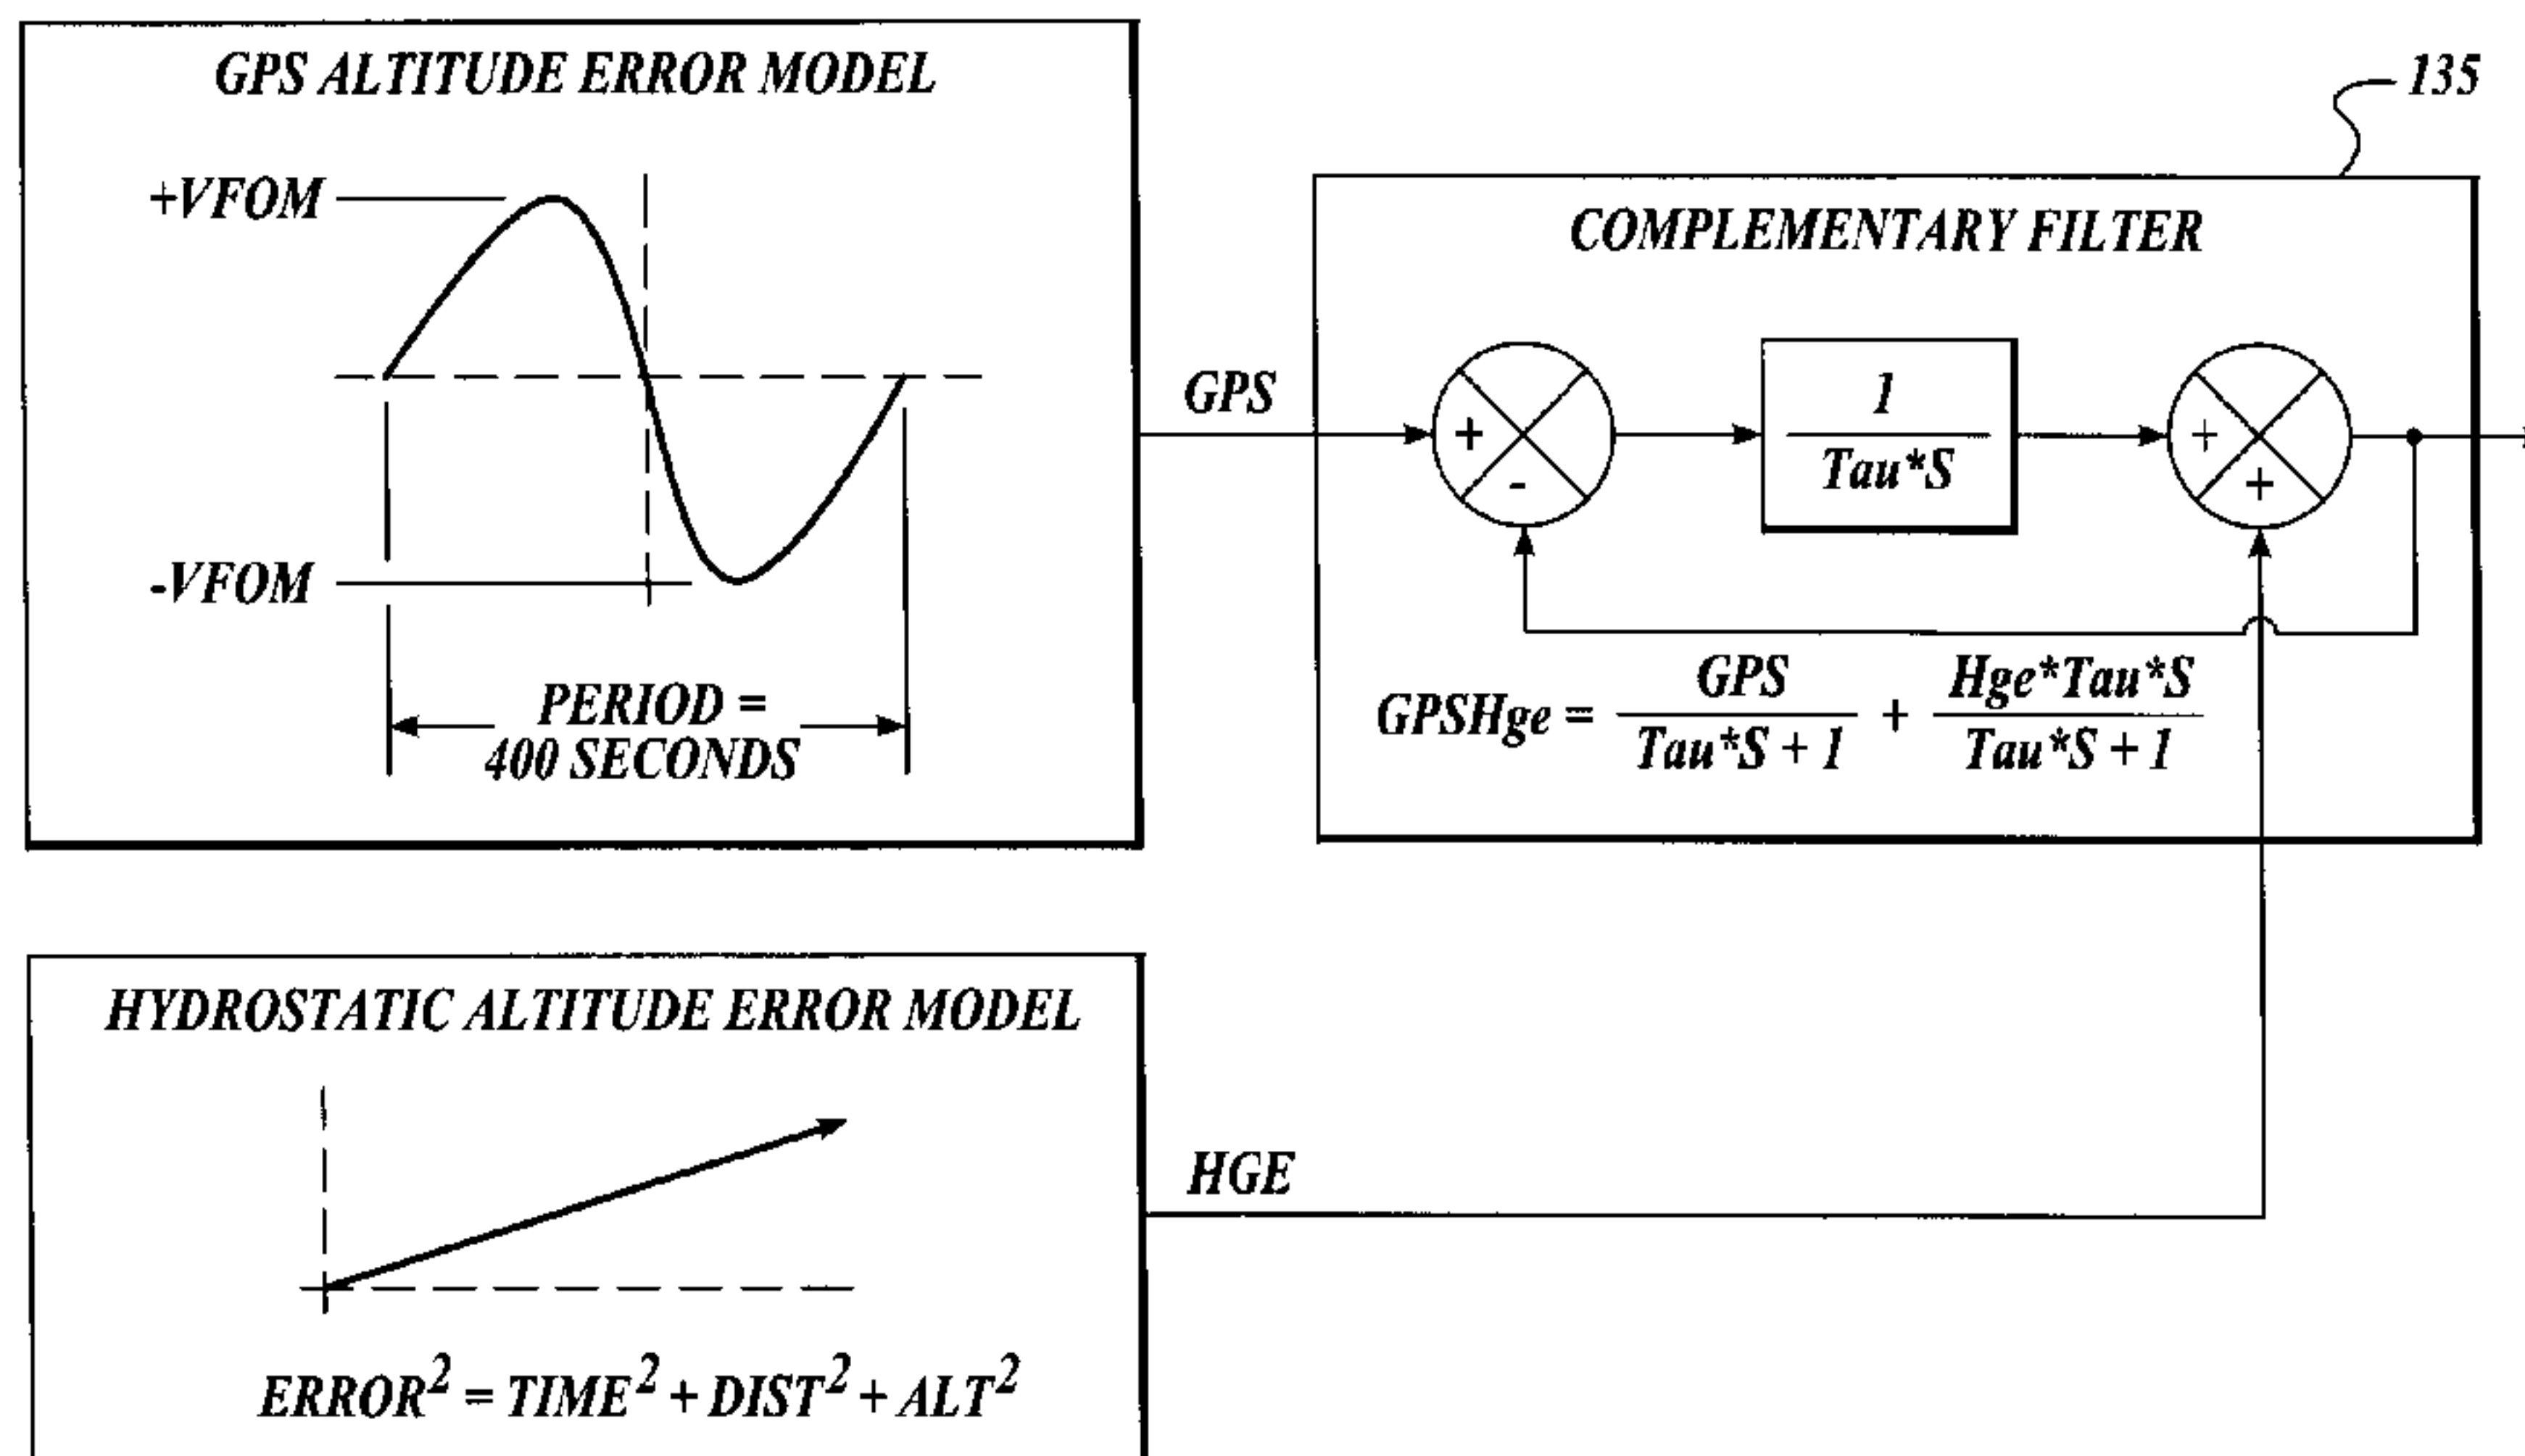 GPS ALTITUDE ERROR MODEL
+VFOM
-VFOM
PERIOD =
400 SECONDS
GPS
135
COMPLEMENTARY FILTER
+
-
1
Tau*S
+
+
GPSHge = GPS / Tau*S + 1 + Hge*Tau*S / Tau*S + 1
HYDROSTATIC ALTITUDE ERROR MODEL
HGE
ERROR² = TIME² + DIST² + ALT²